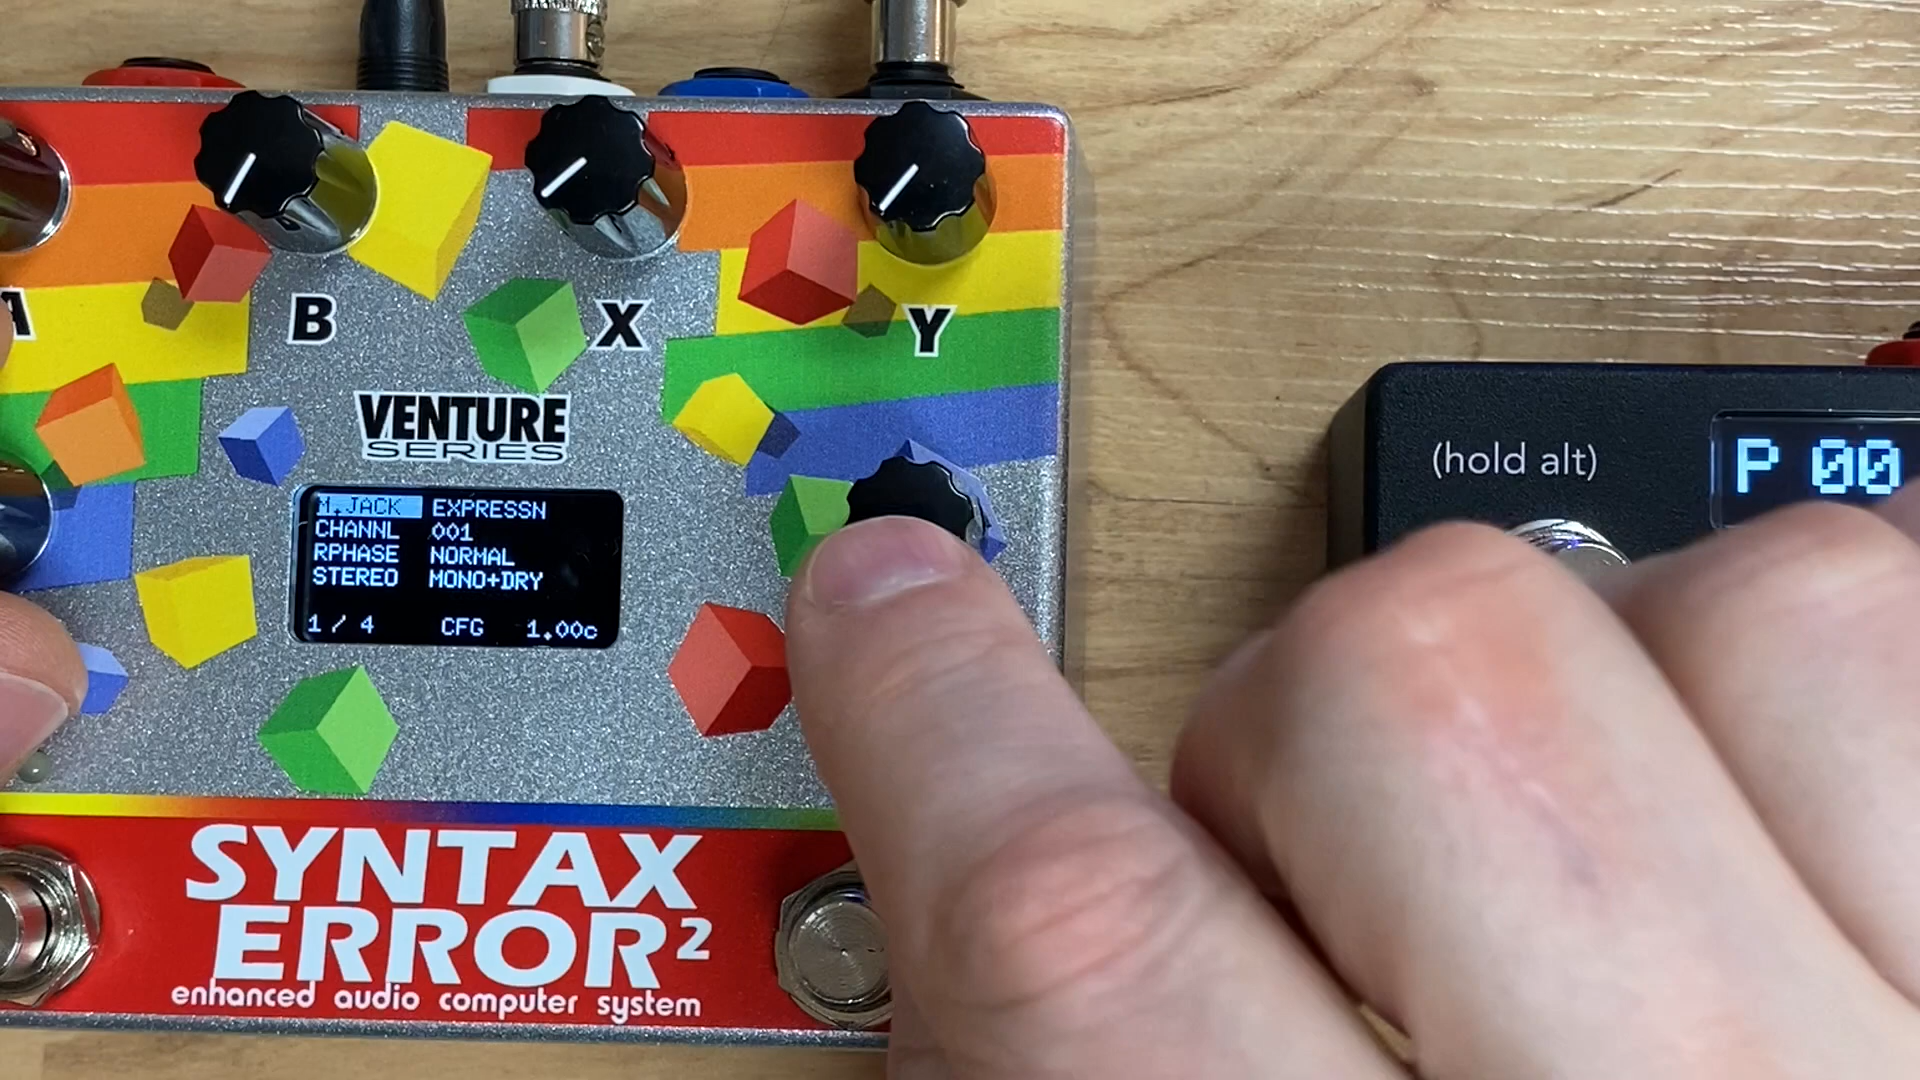 A
B
X
Y
VENTURE
SERIES
M.JACK EXPRESSN
CHANNL 001
RPHASE NORMAL
STEREO MONO+DRY
1 / 4 CFG 1.00c
SYNTAX
ERROR2
enhanced audio computer system
(hold alt)
P 00